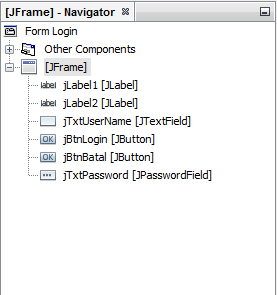 [JFrame] - Navigator
Form Login
Other Components
[JFrame]
label jLabel1 [JLabel]
label jLabel2 [JLabel]
jTxtUserName [JTextField]
OK jBtnLogin [JButton]
OK jBtnBatal [JButton]
jTxtPassword [JPasswordField]